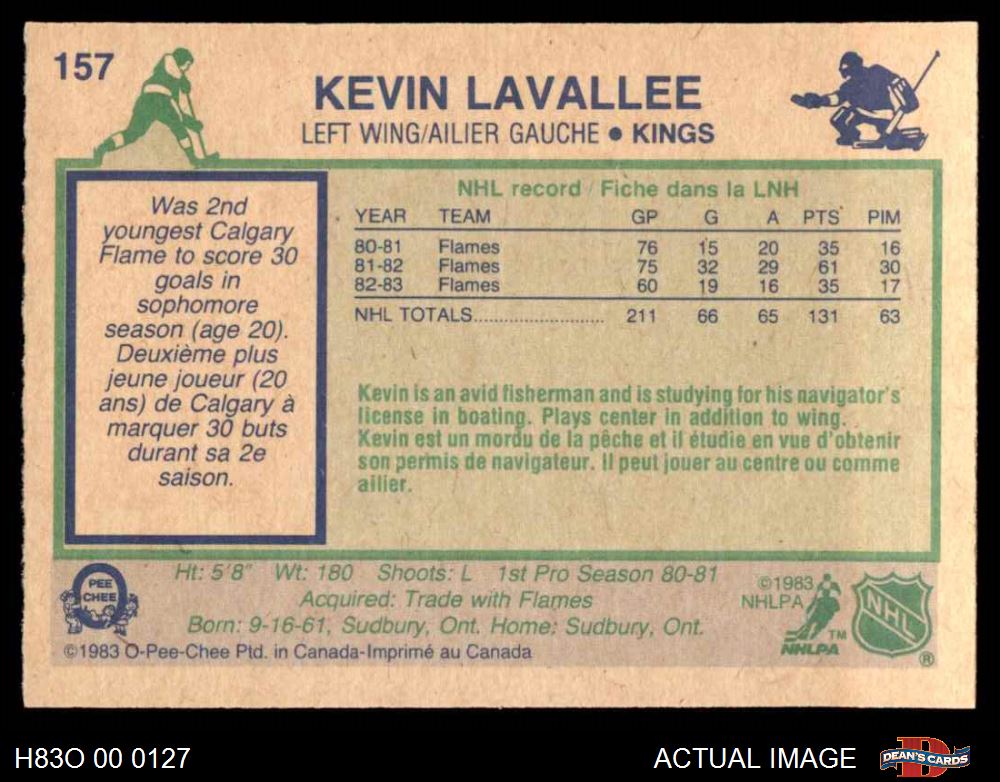 157
KEVIN LAVALLEE
LEFT WING/AILIER GAUCHE • KINGS
Was 2nd
youngest Calgary
Flame to score 30
goals in
sophomore
season (age 20).
Deuxième plus
jeune joueur (20
ans) de Calgary à
marquer 30 buts
durant sa 2e
saison.
NHL record / Fiche dans la LNH
YEAR TEAM GP G A PTS PIM
80-81 Flames 76 15 20 35 16
81-82 Flames 75 32 29 61 30
82-83 Flames 60 19 16 35 17
NHL TOTALS........................ 211 66 65 131 63
Kevin is an avid fisherman and is studying for his navigator's
license in boating. Plays center in addition to wing.
Kevin est un mordu de la pêche et il étudie en vue d'obtenir
son permis de navigateur. Il peut jouer au centre ou comme
ailier.
PEE
CHEE
Ht: 5'8" Wt: 180 Shoots: L 1st Pro Season 80-81
Acquired: Trade with Flames
Born: 9-16-61, Sudbury, Ont. Home: Sudbury, Ont.
©1983 O-Pee-Chee Ptd. in Canada-Imprimé au Canada
©1983
NHLPA
TM
NHLPA
NHL
®
H83O 00 0127
ACTUAL IMAGE
DEAN'S CARDS